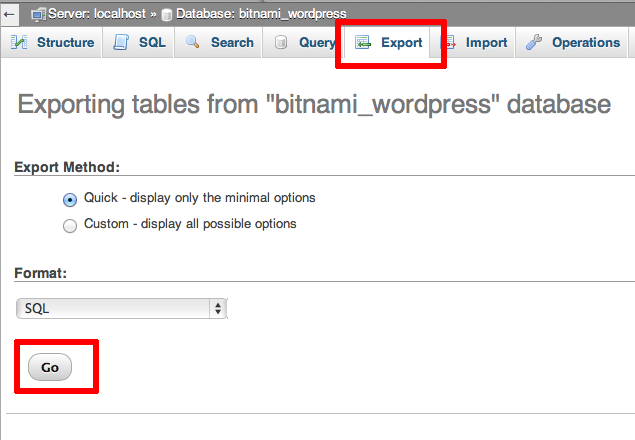 ← Server: localhost » Database: bitnami_wordpress
Structure SQL Search Query Export Import Operations
Exporting tables from "bitnami_wordpress" database
Export Method:
Quick - display only the minimal options
Custom - display all possible options
Format:
SQL
Go